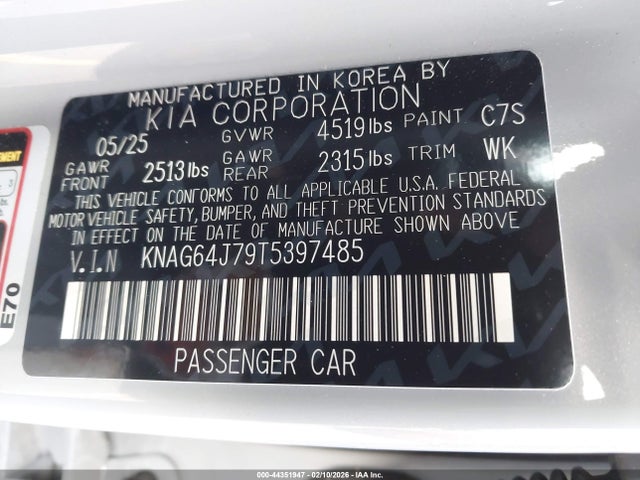 MANUFACTURED IN KOREA BY
KIA CORPORATION
05/25 GVWR 4519 lbs PAINT C7S
GAWR FRONT 2513 lbs GAWR REAR 2315 lbs TRIM WK
THIS VEHICLE CONFORMS TO ALL APPLICABLE U.S.A. FEDERAL
MOTOR VEHICLE SAFETY, BUMPER, AND THEFT PREVENTION STANDARDS
IN EFFECT ON THE DATE OF MANUFACTURE SHOWN ABOVE
V.I.N KNAG64J79T5397485
PASSENGER CAR
E70
000-44351947 - 02/10/2026 - IAA Inc.